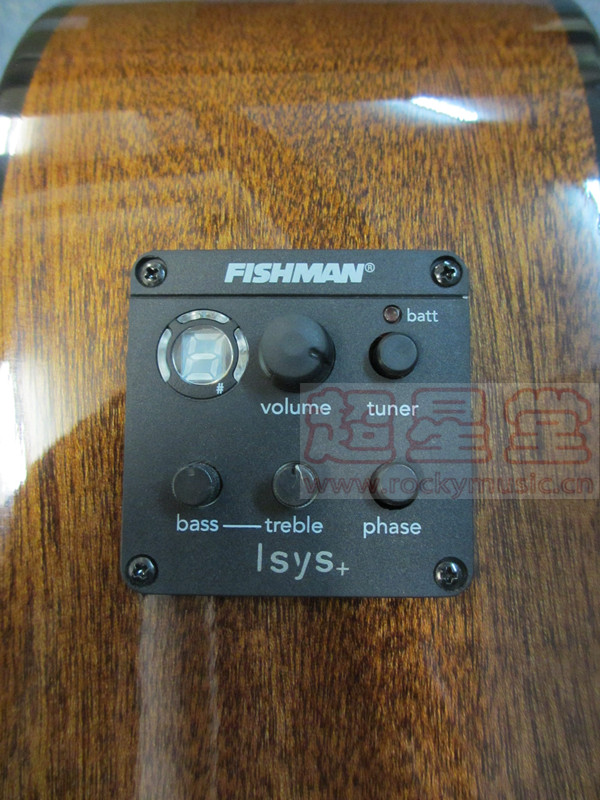 FISHMAN®
batt
#
volume tuner
超星堂
www.rockymusic.cn
bass treble phase
Isys+